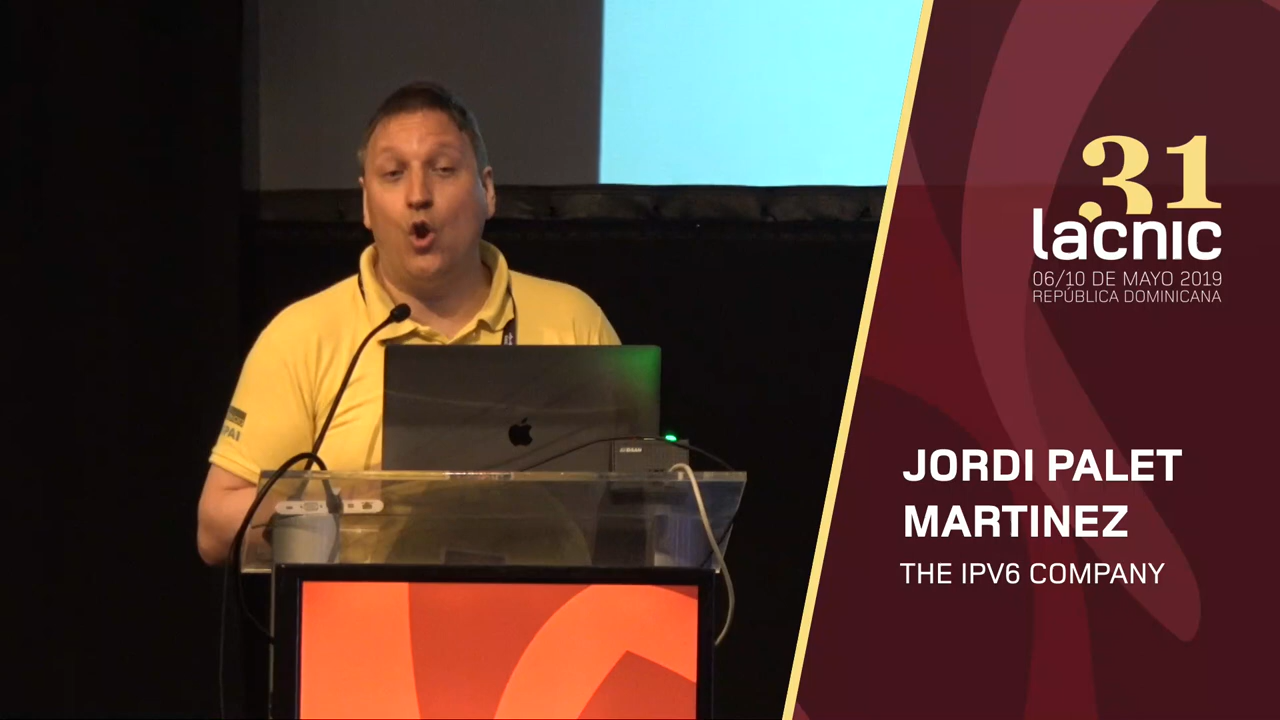 31
lacnic
06/10 DE MAYO 2019
REPÚBLICA DOMINICANA
JORDI PALET
MARTINEZ
THE IPV6 COMPANY